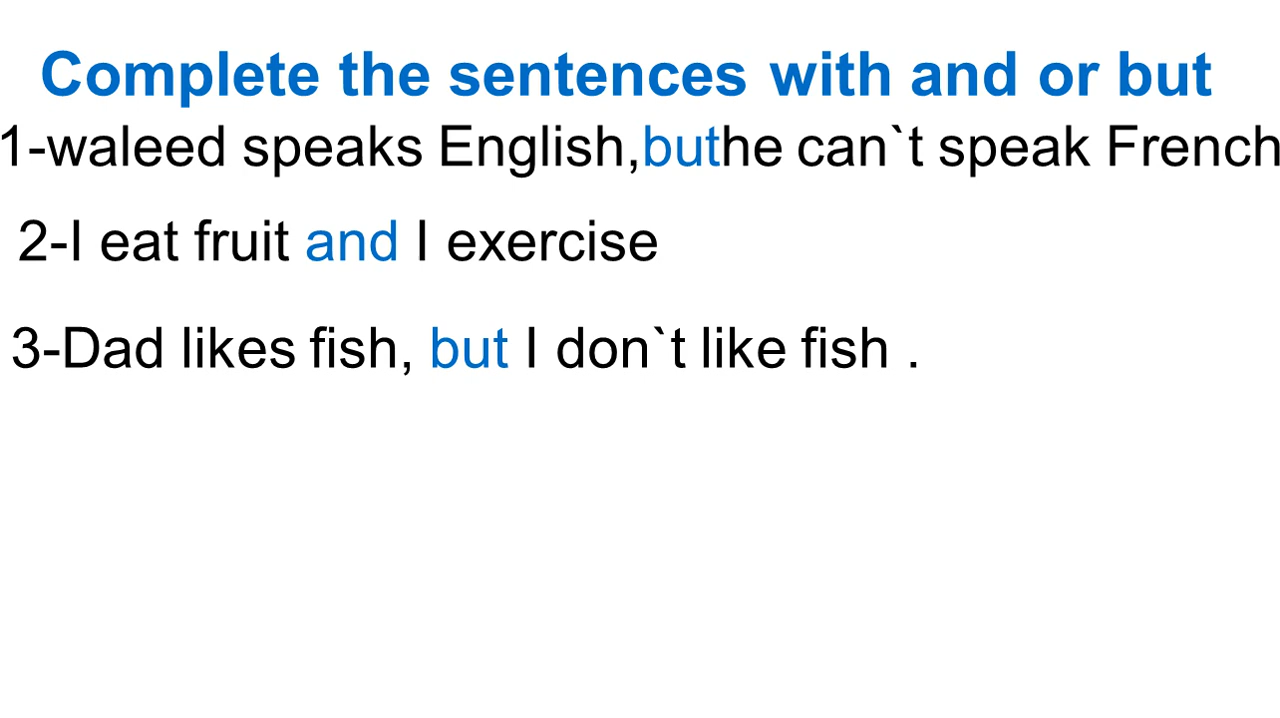 Complete the sentences with and or but
1-waleed speaks English,buthe can`t speak French
2-I eat fruit and I exercise
3-Dad likes fish, but I don`t like fish .